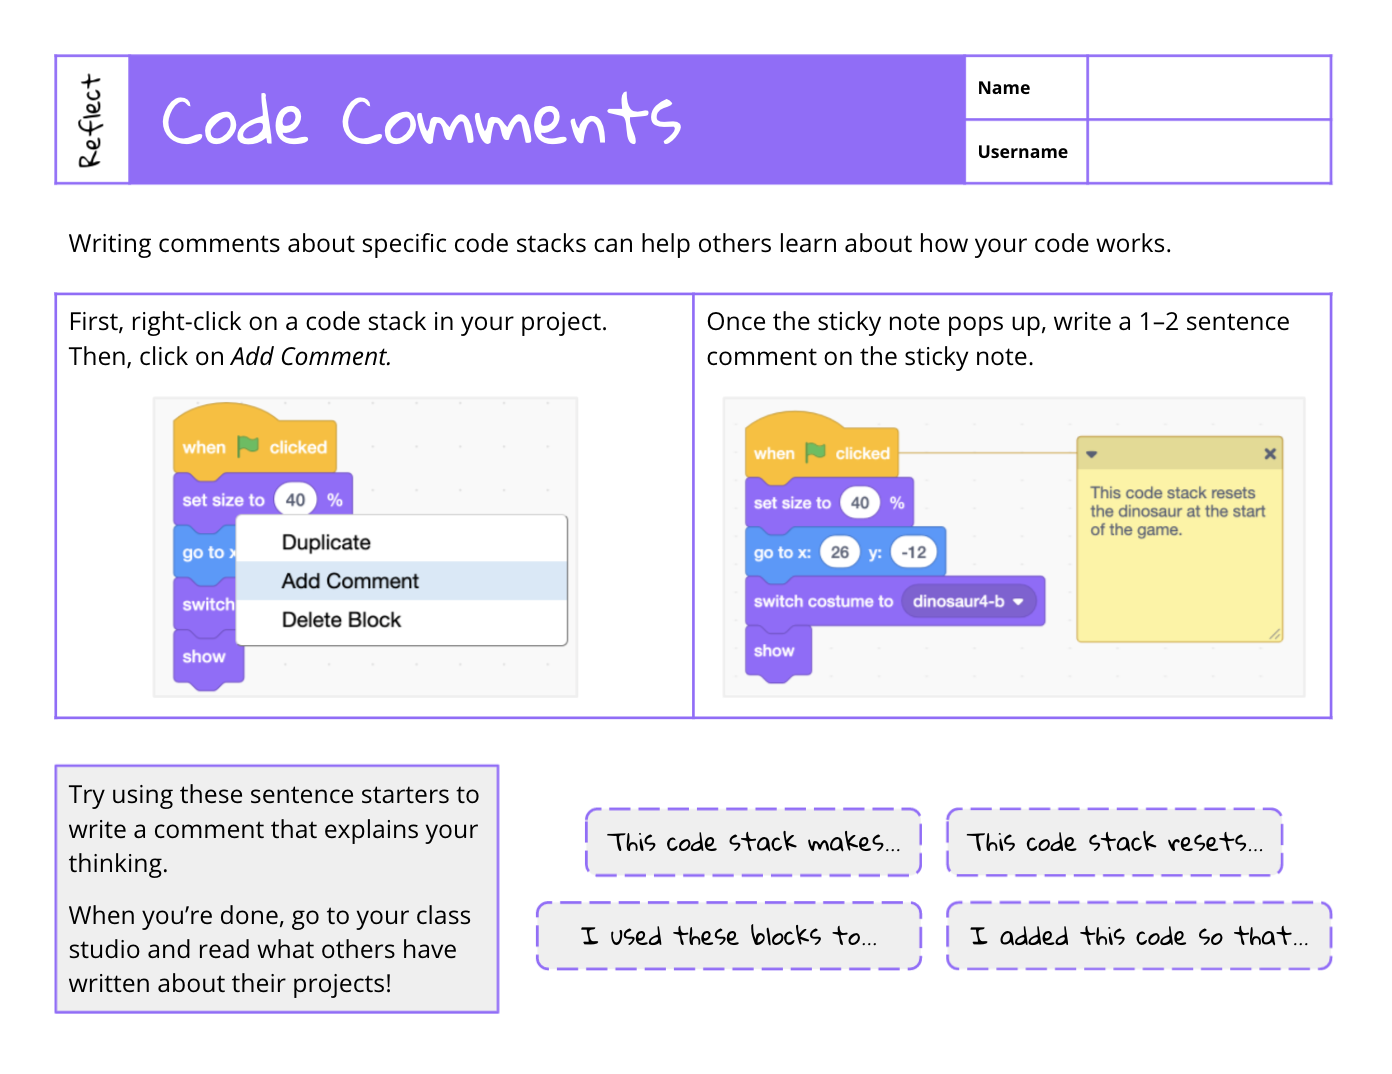 Reflect
Code Comments
Name
Username
Writing comments about specific code stacks can help others learn about how your code works.
First, right-click on a code stack in your project.
Then, click on Add Comment.
when clicked
set size to 40 %
go to x
switch
show
Duplicate
Add Comment
Delete Block
Once the sticky note pops up, write a 1–2 sentence
comment on the sticky note.
when clicked
set size to 40 %
go to x: 26 y: -12
switch costume to dinosaur4-b
show
This code stack resets
the dinosaur at the start
of the game.
Try using these sentence starters to
write a comment that explains your
thinking.
When you’re done, go to your class
studio and read what others have
written about their projects!
This code stack makes...
This code stack resets...
I used these blocks to...
I added this code so that...